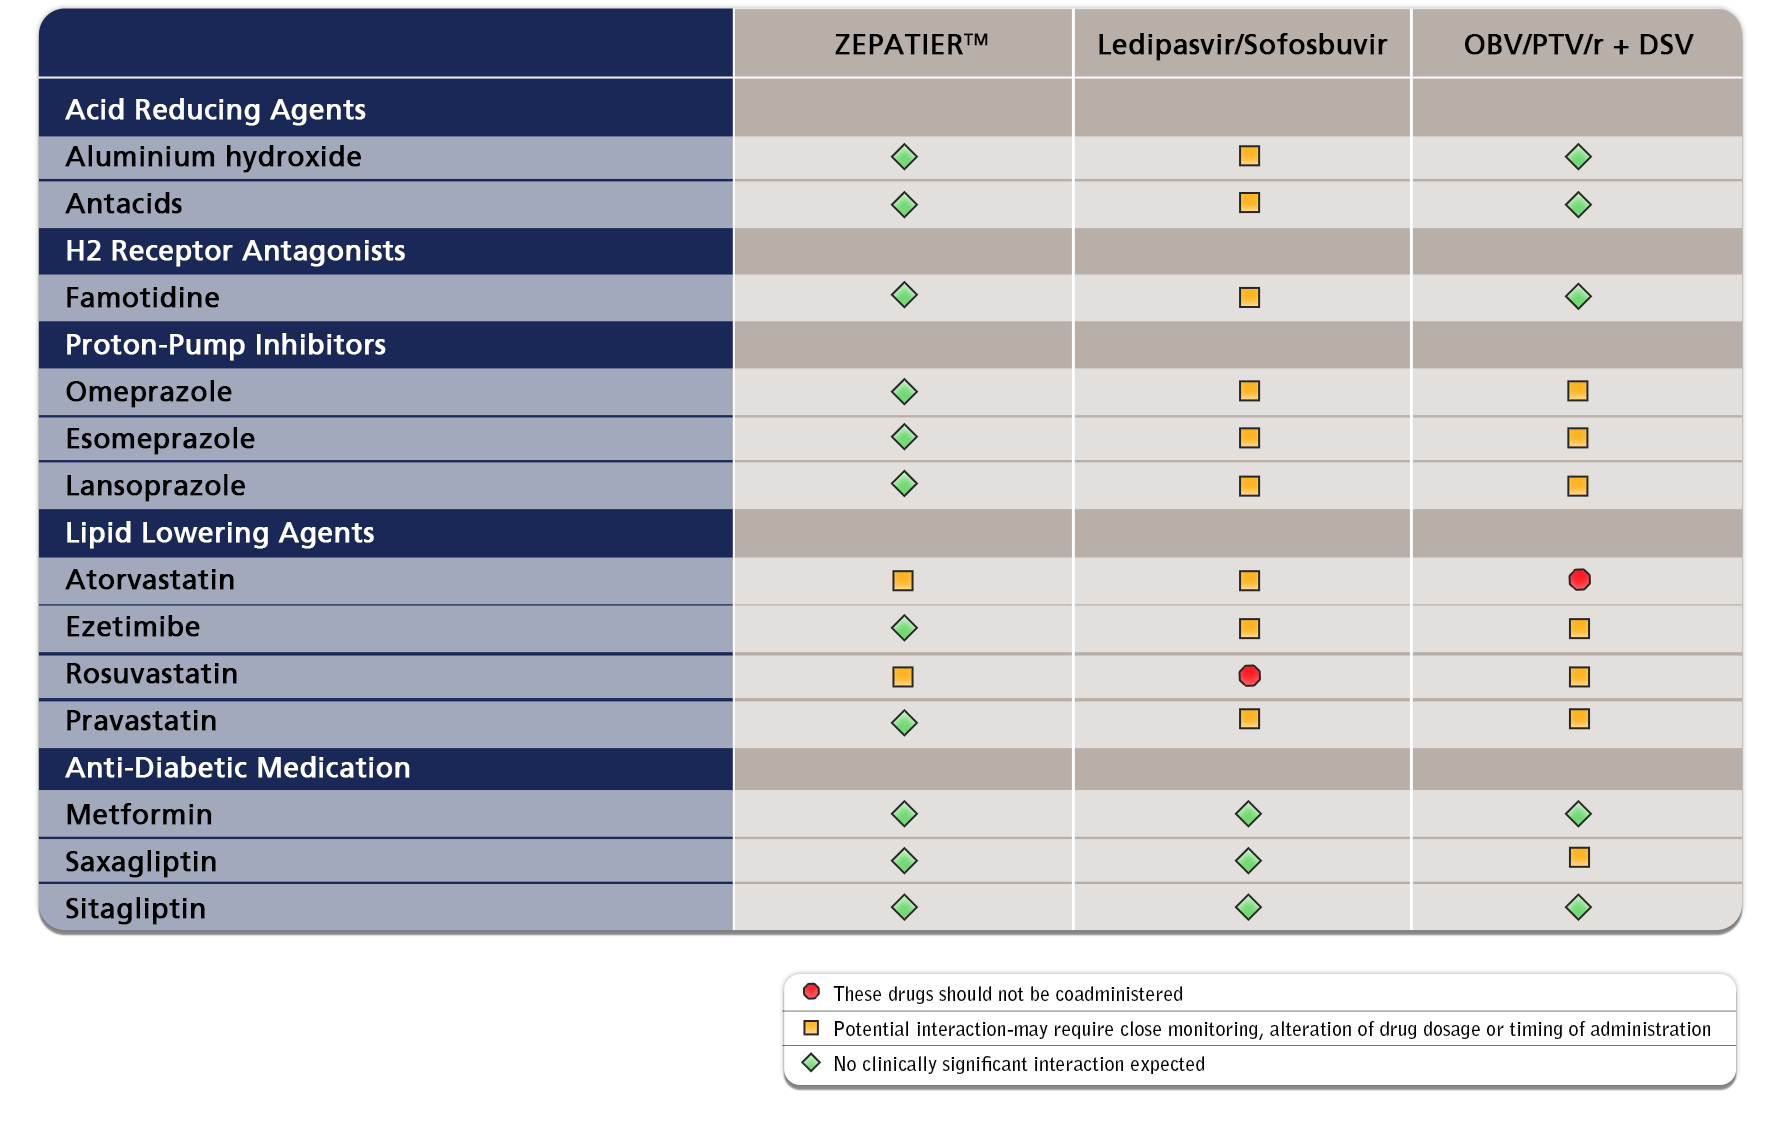 ZEPATIER™ Ledipasvir/Sofosbuvir OBV/PTV/r + DSV
Acid Reducing Agents
Aluminium hydroxide
Antacids
H2 Receptor Antagonists
Famotidine
Proton-Pump Inhibitors
Omeprazole
Esomeprazole
Lansoprazole
Lipid Lowering Agents
Atorvastatin
Ezetimibe
Rosuvastatin
Pravastatin
Anti-Diabetic Medication
Metformin
Saxagliptin
Sitagliptin
These drugs should not be coadministered
Potential interaction-may require close monitoring, alteration of drug dosage or timing of administration
No clinically significant interaction expected